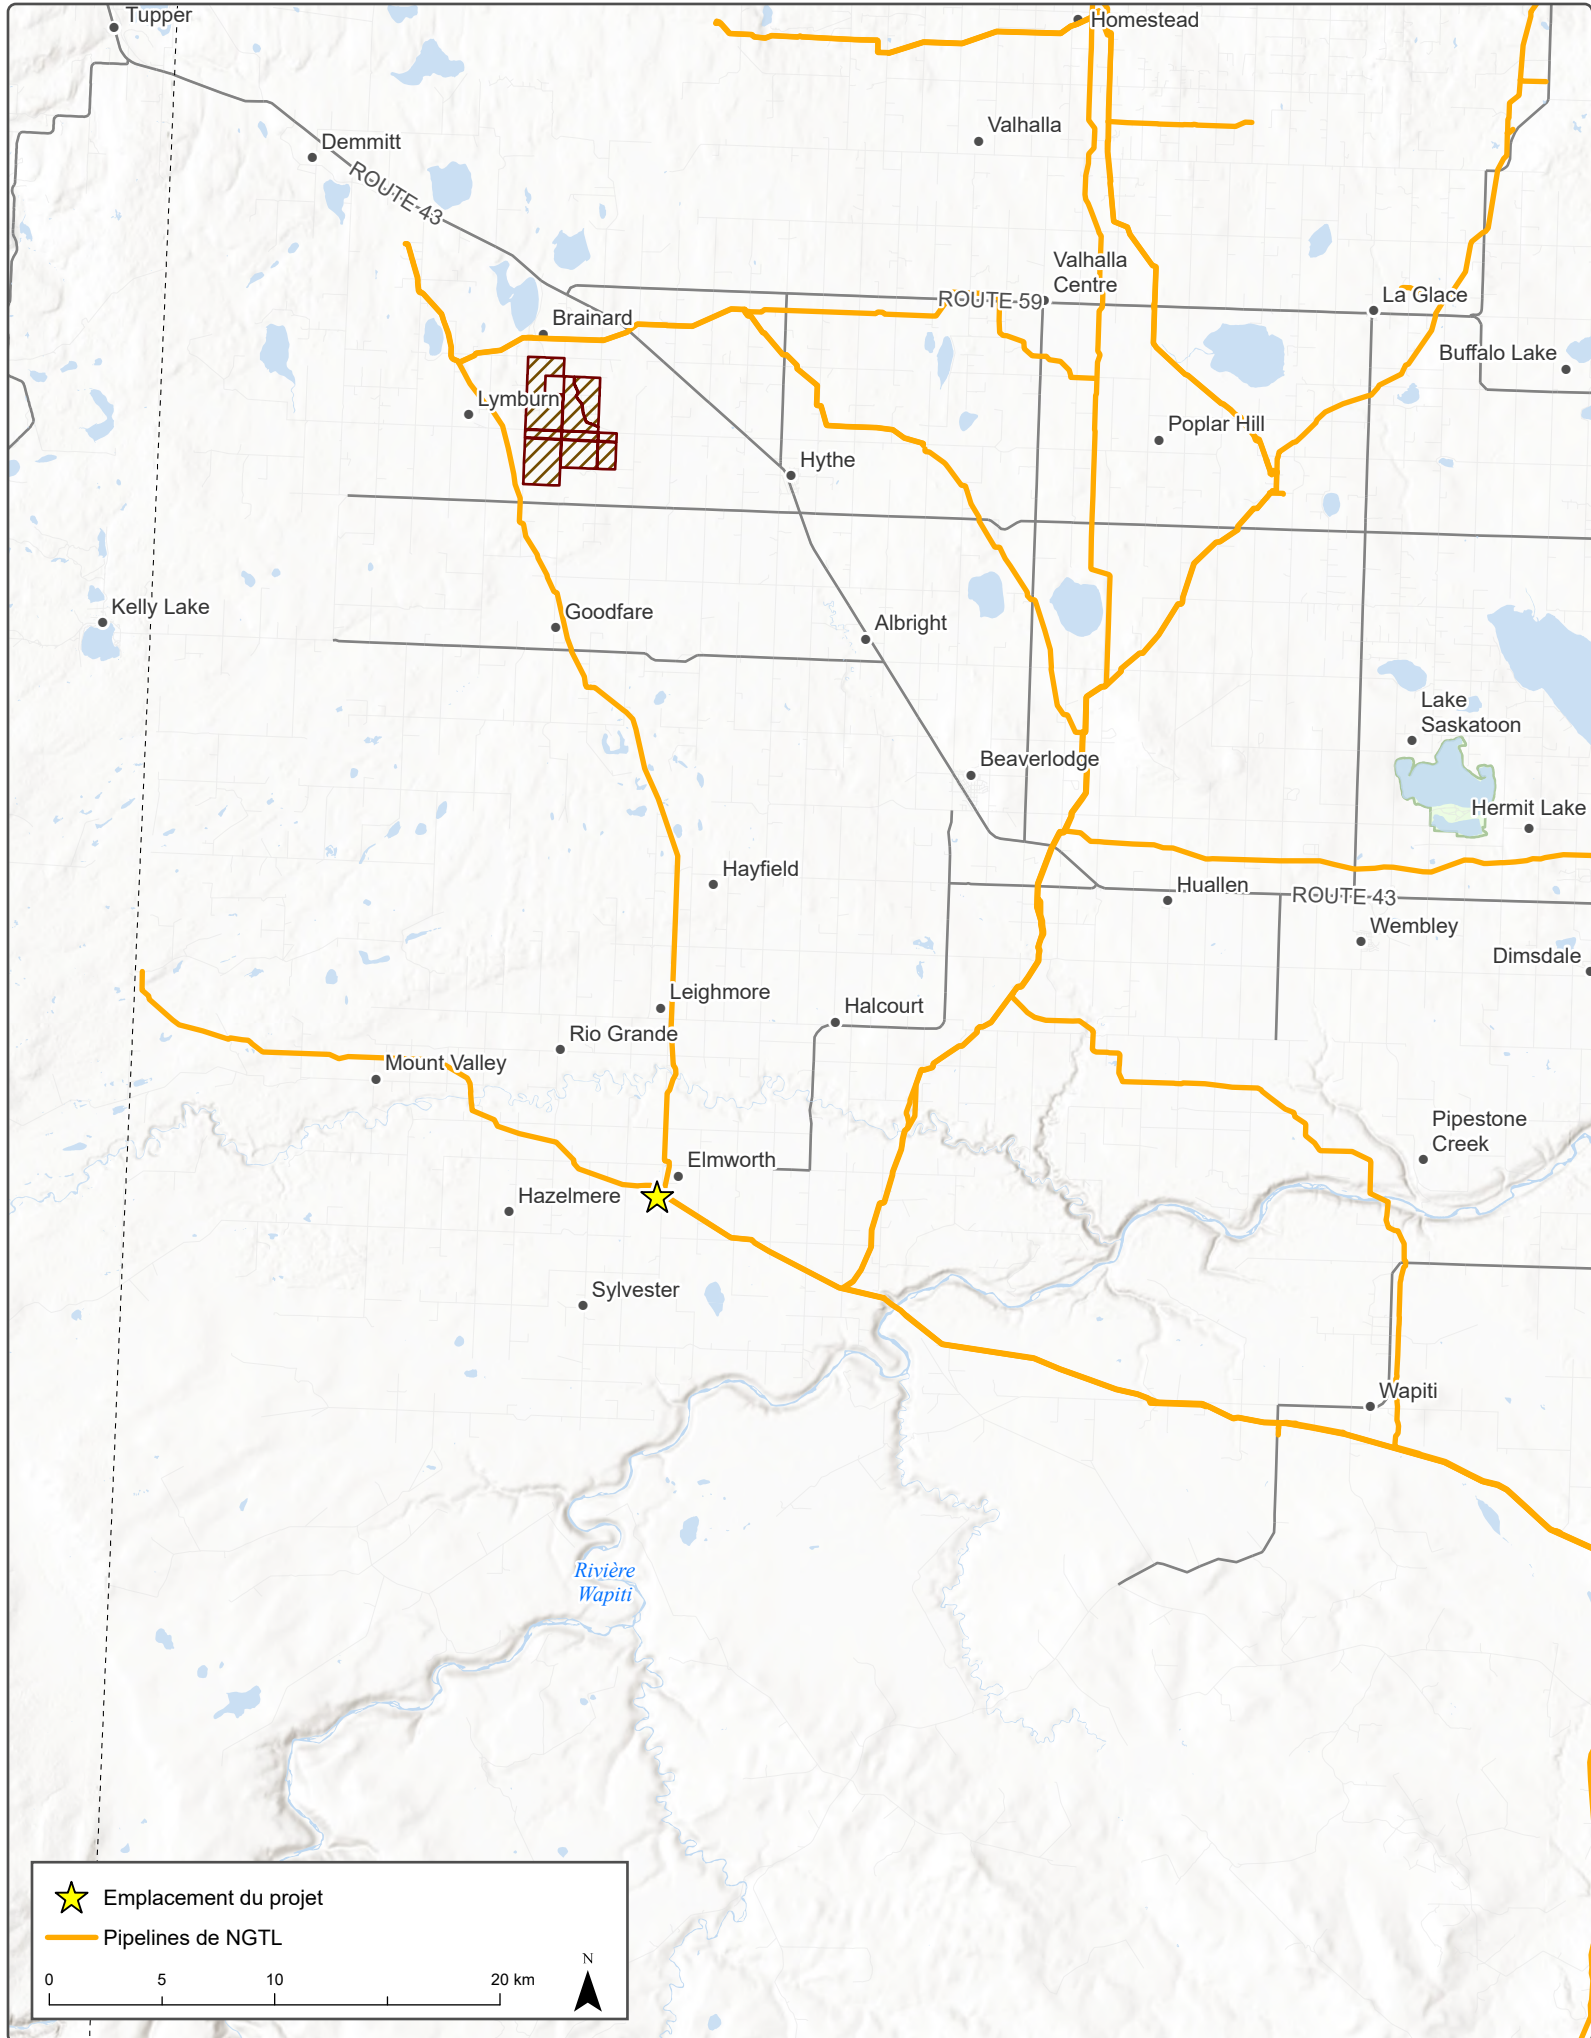 Tupper
Homestead
Valhalla
Demmitt
ROUTE 43
Valhalla
Centre
ROUTE 59
La Glace
Brainard
Buffalo Lake
Lymburn
Poplar Hill
Hythe
Kelly Lake
Goodfare
Albright
Lake
Saskatoon
Beaverlodge
Hermit Lake
Hayfield
Huallen
ROUTE 43
Wembley
Dimsdale
Leighmore
Halcourt
Rio Grande
Mount Valley
Pipestone
Creek
Elmworth
Hazelmere
Sylvester
Wapiti
Rivière
Wapiti
Emplacement du projet
Pipelines de NGTL
N
0 5 10 20 km